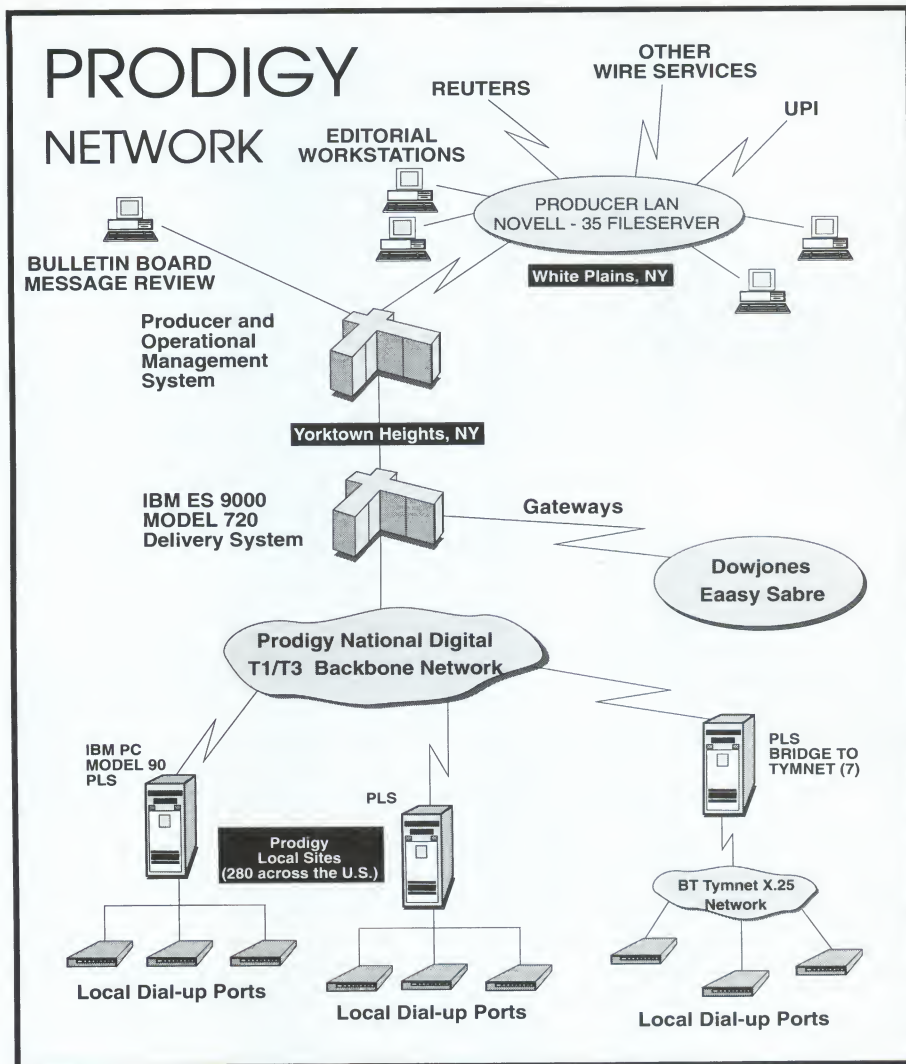 PRODIGY
NETWORK
REUTERS
OTHER
WIRE SERVICES
UPI
EDITORIAL
WORKSTATIONS
PRODUCER LAN
NOVELL - 35 FILESERVER
White Plains, NY
BULLETIN BOARD
MESSAGE REVIEW
Producer and
Operational
Management
System
Yorktown Heights, NY
IBM ES 9000
MODEL 720
Delivery System
Gateways
Dowjones
Eaasy Sabre
Prodigy National Digital
T1/T3 Backbone Network
IBM PC
MODEL 90
PLS
PLS
PLS
BRIDGE TO
TYMNET (7)
Prodigy
Local Sites
(280 across the U.S.)
BT Tymnet X.25
Network
Local Dial-up Ports
Local Dial-up Ports
Local Dial-up Ports